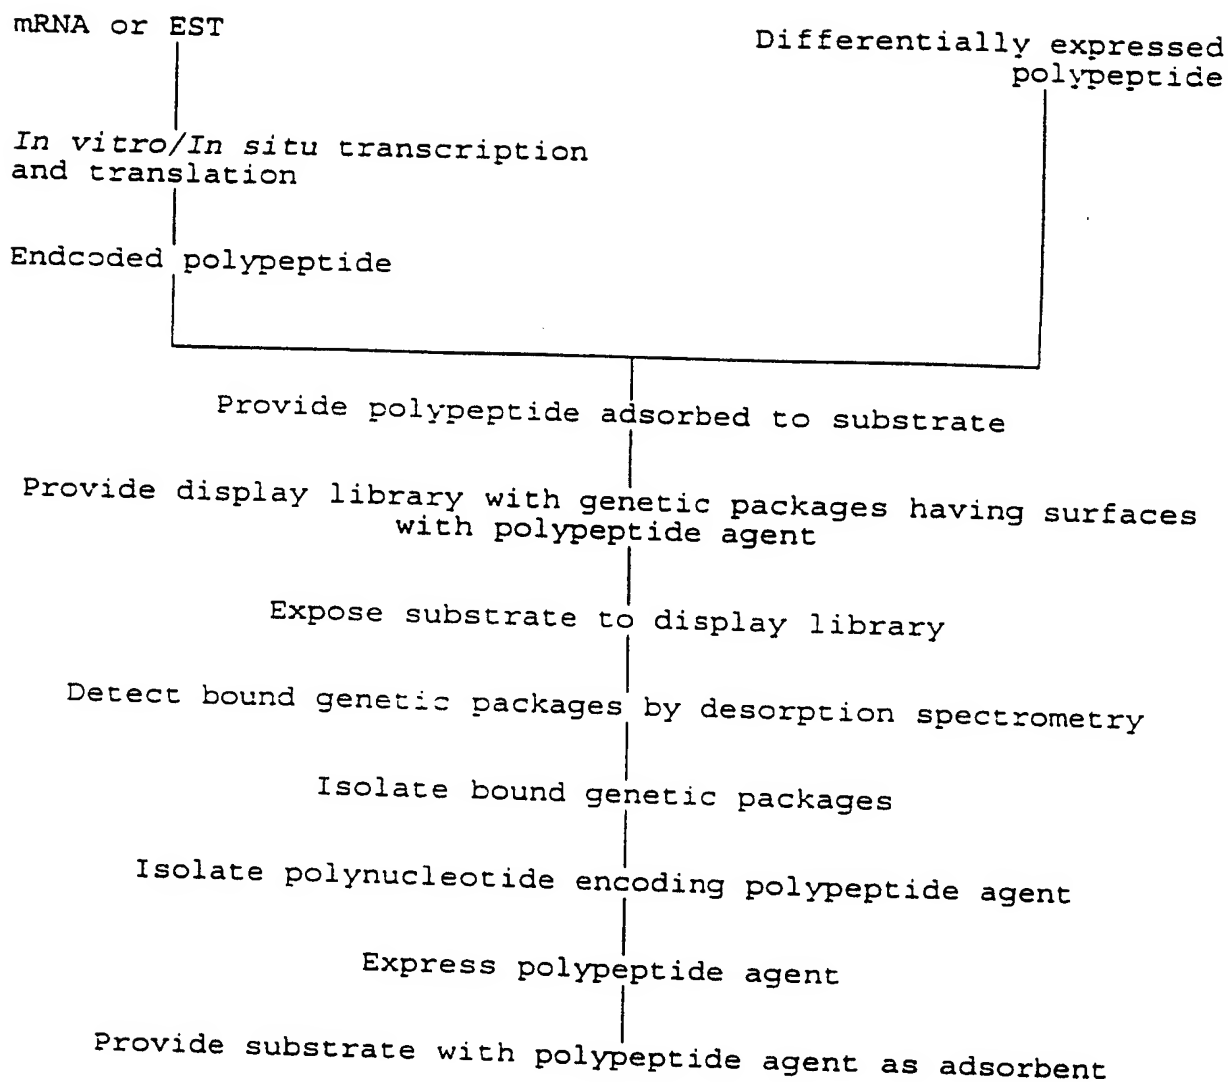 mRNA or EST
Differentially expressed
polypeptide
In vitro/In situ transcription
and translation
Endcoded polypeptide
Provide polypeptide adsorbed to substrate
Provide display library with genetic packages having surfaces
with polypeptide agent
Expose substrate to display library
Detect bound genetic packages by desorption spectrometry
Isolate bound genetic packages
Isolate polynucleotide encoding polypeptide agent
Express polypeptide agent
Provide substrate with polypeptide agent as adsorbent